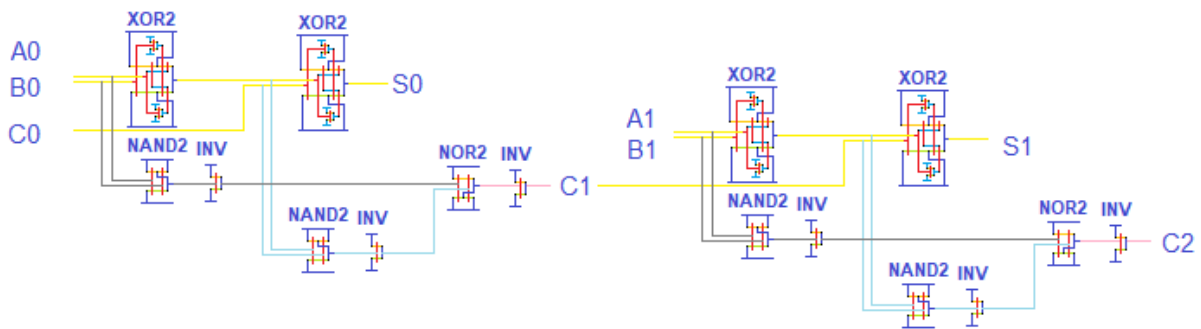 XOR2
XOR2
A0
B0
S0
C0
NAND2 INV
NOR2 INV
C1
NAND2 INV
XOR2
XOR2
A1
B1
S1
NAND2 INV
NOR2 INV
C2
NAND2 INV